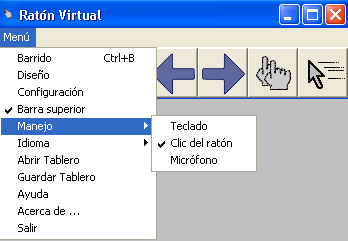 Ratón Virtual
Menú
Barrido Ctrl+B
Diseño
Configuración
Barra superior
Manejo
Idioma
Abrir Tablero
Guardar Tablero
Ayuda
Acerca de ...
Salir
Teclado
Clic del ratón
Micrófono